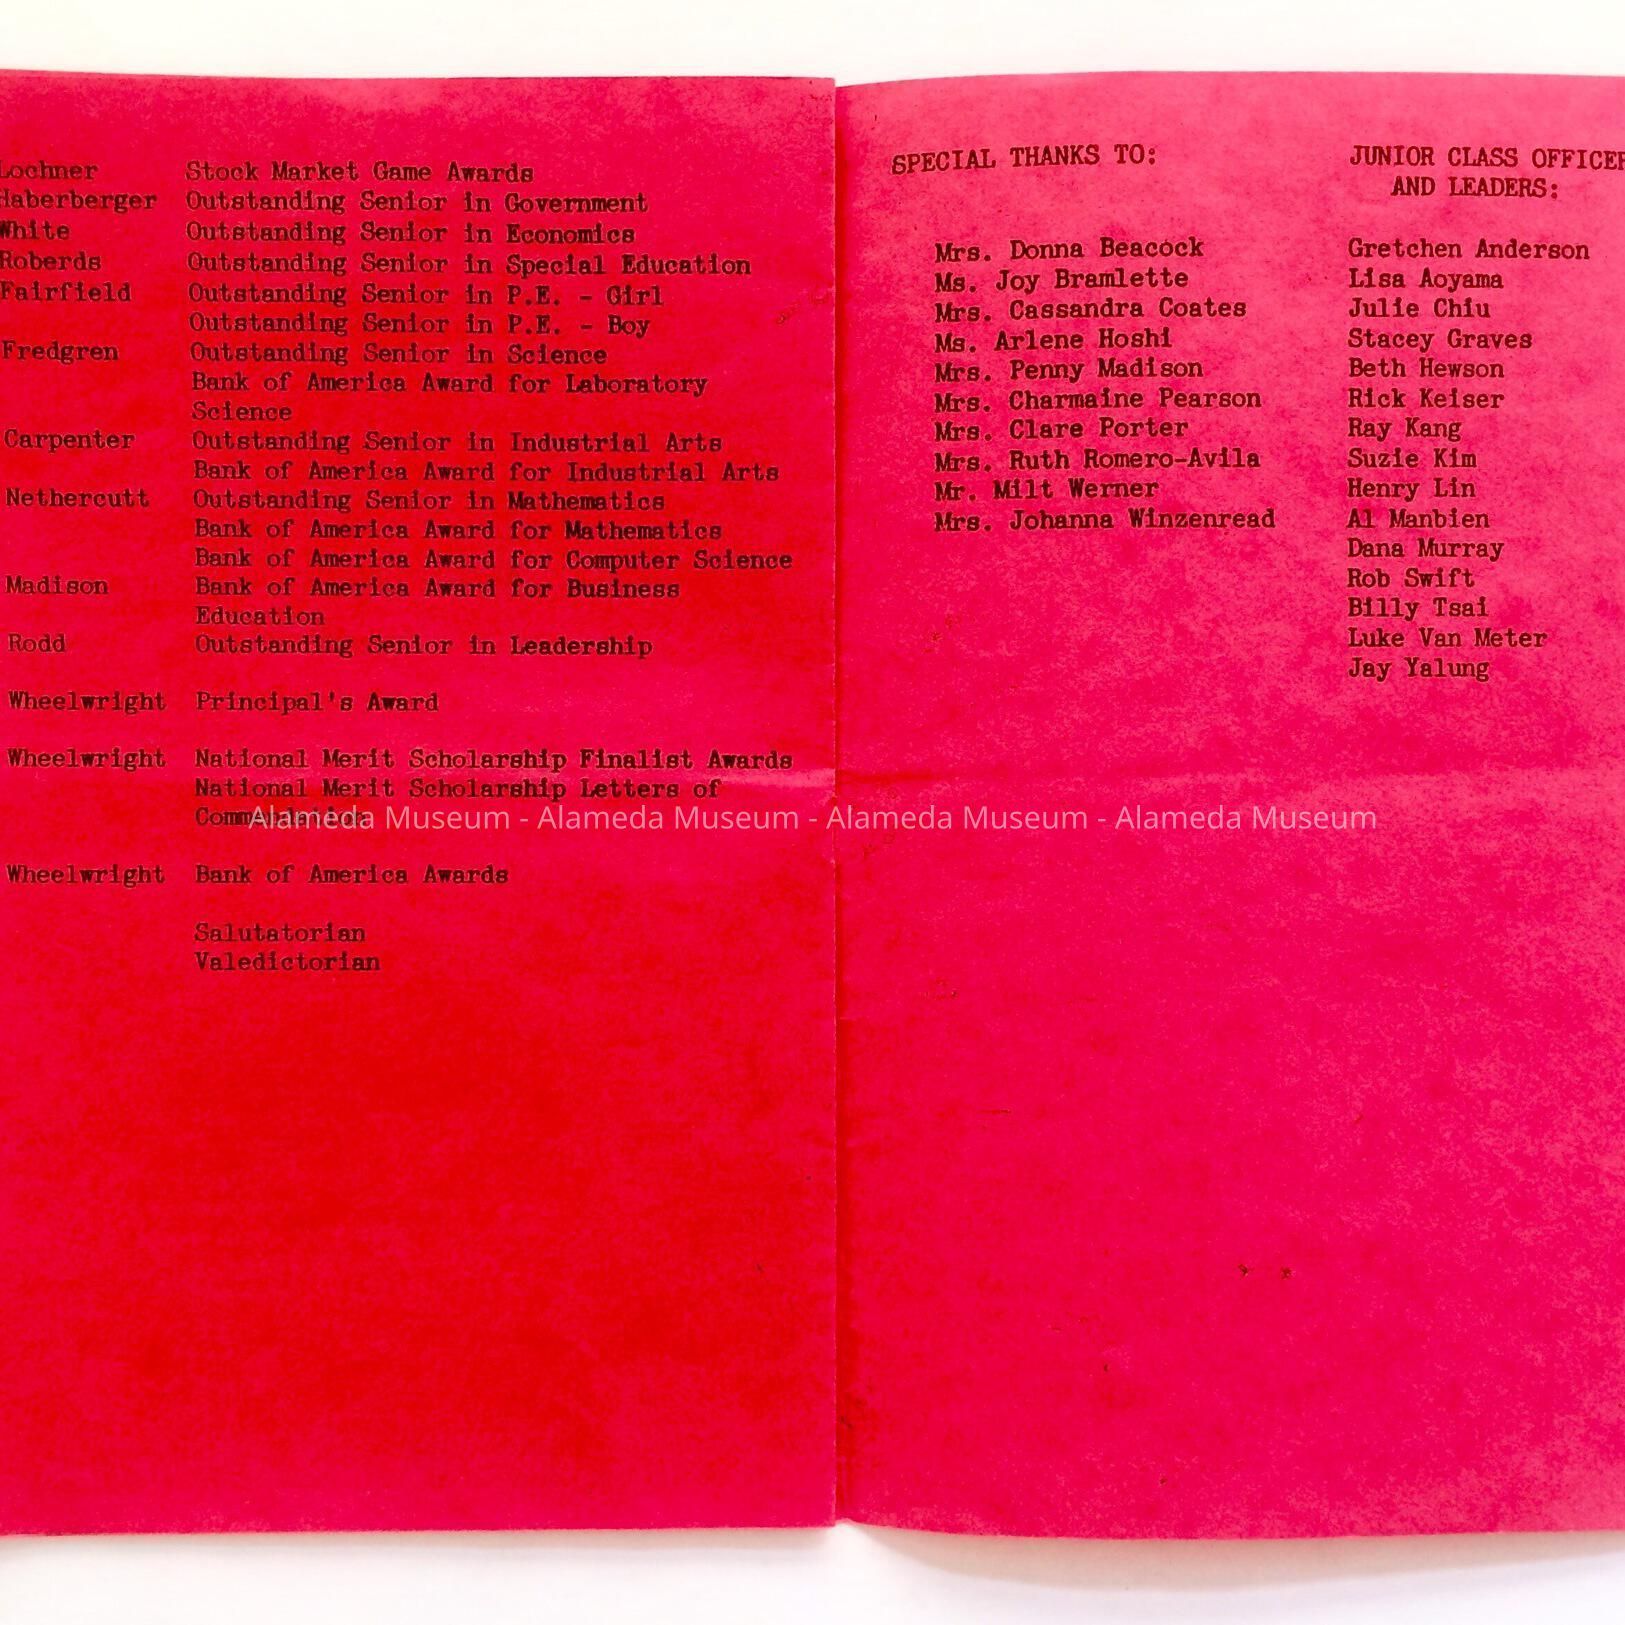 Lochner Stock Market Game Awards
Haberberger Outstanding Senior in Government
White Outstanding Senior in Economics
Roberds Outstanding Senior in Special Education
Fairfield Outstanding Senior in P.E. - Girl
Outstanding Senior in P.E. - Boy
Fredgren Outstanding Senior in Science
Bank of America Award for Laboratory
Science
Carpenter Outstanding Senior in Industrial Arts
Bank of America Award for Industrial Arts
Nethercutt Outstanding Senior in Mathematics
Bank of America Award for Mathematics
Bank of America Award for Computer Science
Madison Bank of America Award for Business
Education
Rodd Outstanding Senior in Leadership
Wheelwright Principal's Award
Wheelwright National Merit Scholarship Finalist Awards
National Merit Scholarship Letters of
Commendation
Wheelwright Bank of America Awards
Salutatorian
Valedictorian
SPECIAL THANKS TO:
Mrs. Donna Beacock
Ms. Joy Bramlette
Mrs. Cassandra Coates
Ms. Arlene Hoshi
Mrs. Penny Madison
Mrs. Charmaine Pearson
Mrs. Clare Porter
Mrs. Ruth Romero-Avila
Mr. Milt Werner
Mrs. Johanna Winzenread
JUNIOR CLASS OFFICER
AND LEADERS:
Gretchen Anderson
Lisa Aoyama
Julie Chiu
Stacey Graves
Beth Hewson
Rick Keiser
Ray Kang
Suzie Kim
Henry Lin
Al Manbien
Dana Murray
Rob Swift
Billy Tsai
Luke Van Meter
Jay Yalung
Alameda Museum - Alameda Museum - Alameda Museum - Alameda Museum